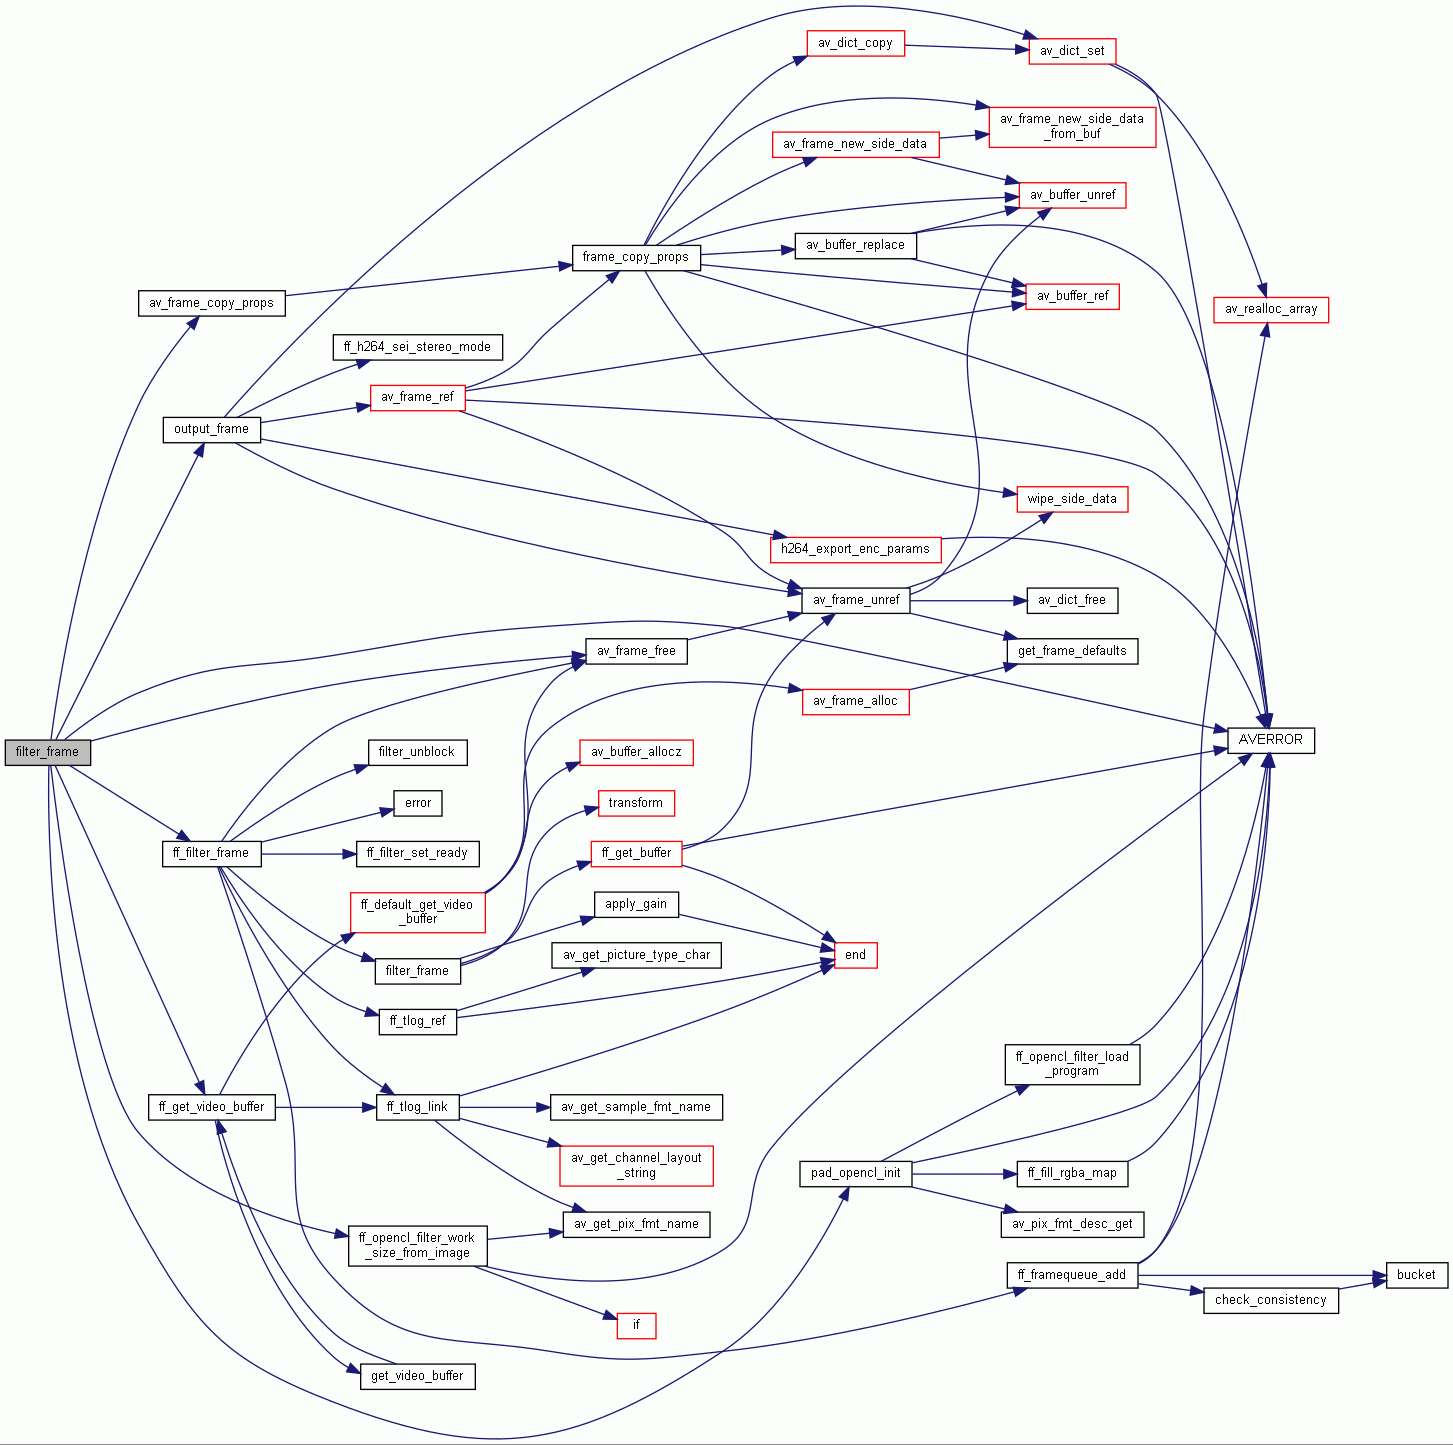 av_dict_copy
av_dict_set
av_frame_new_side_data
_from_buf
av_frame_new_side_data
av_buffer_unref
av_buffer_replace
frame_copy_props
av_buffer_ref
av_frame_copy_props
av_realloc_array
ff_h264_sei_stereo_mode
av_frame_ref
output_frame
wipe_side_data
h264_export_enc_params
av_frame_unref
av_dict_free
av_frame_free
get_frame_defaults
av_frame_alloc
AVERROR
filter_frame
filter_unblock
av_buffer_allocz
error
transform
ff_filter_frame
ff_filter_set_ready
ff_get_buffer
ff_default_get_video
_buffer
apply_gain
av_get_picture_type_char
end
filter_frame
ff_tlog_ref
ff_opencl_filter_load
_program
ff_get_video_buffer
ff_tlog_link
av_get_sample_fmt_name
av_get_channel_layout
_string
pad_opencl_init
ff_fill_rgba_map
av_get_pix_fmt_name
av_pix_fmt_desc_get
ff_opencl_filter_work
_size_from_image
ff_framequeue_add
bucket
check_consistency
if
get_video_buffer